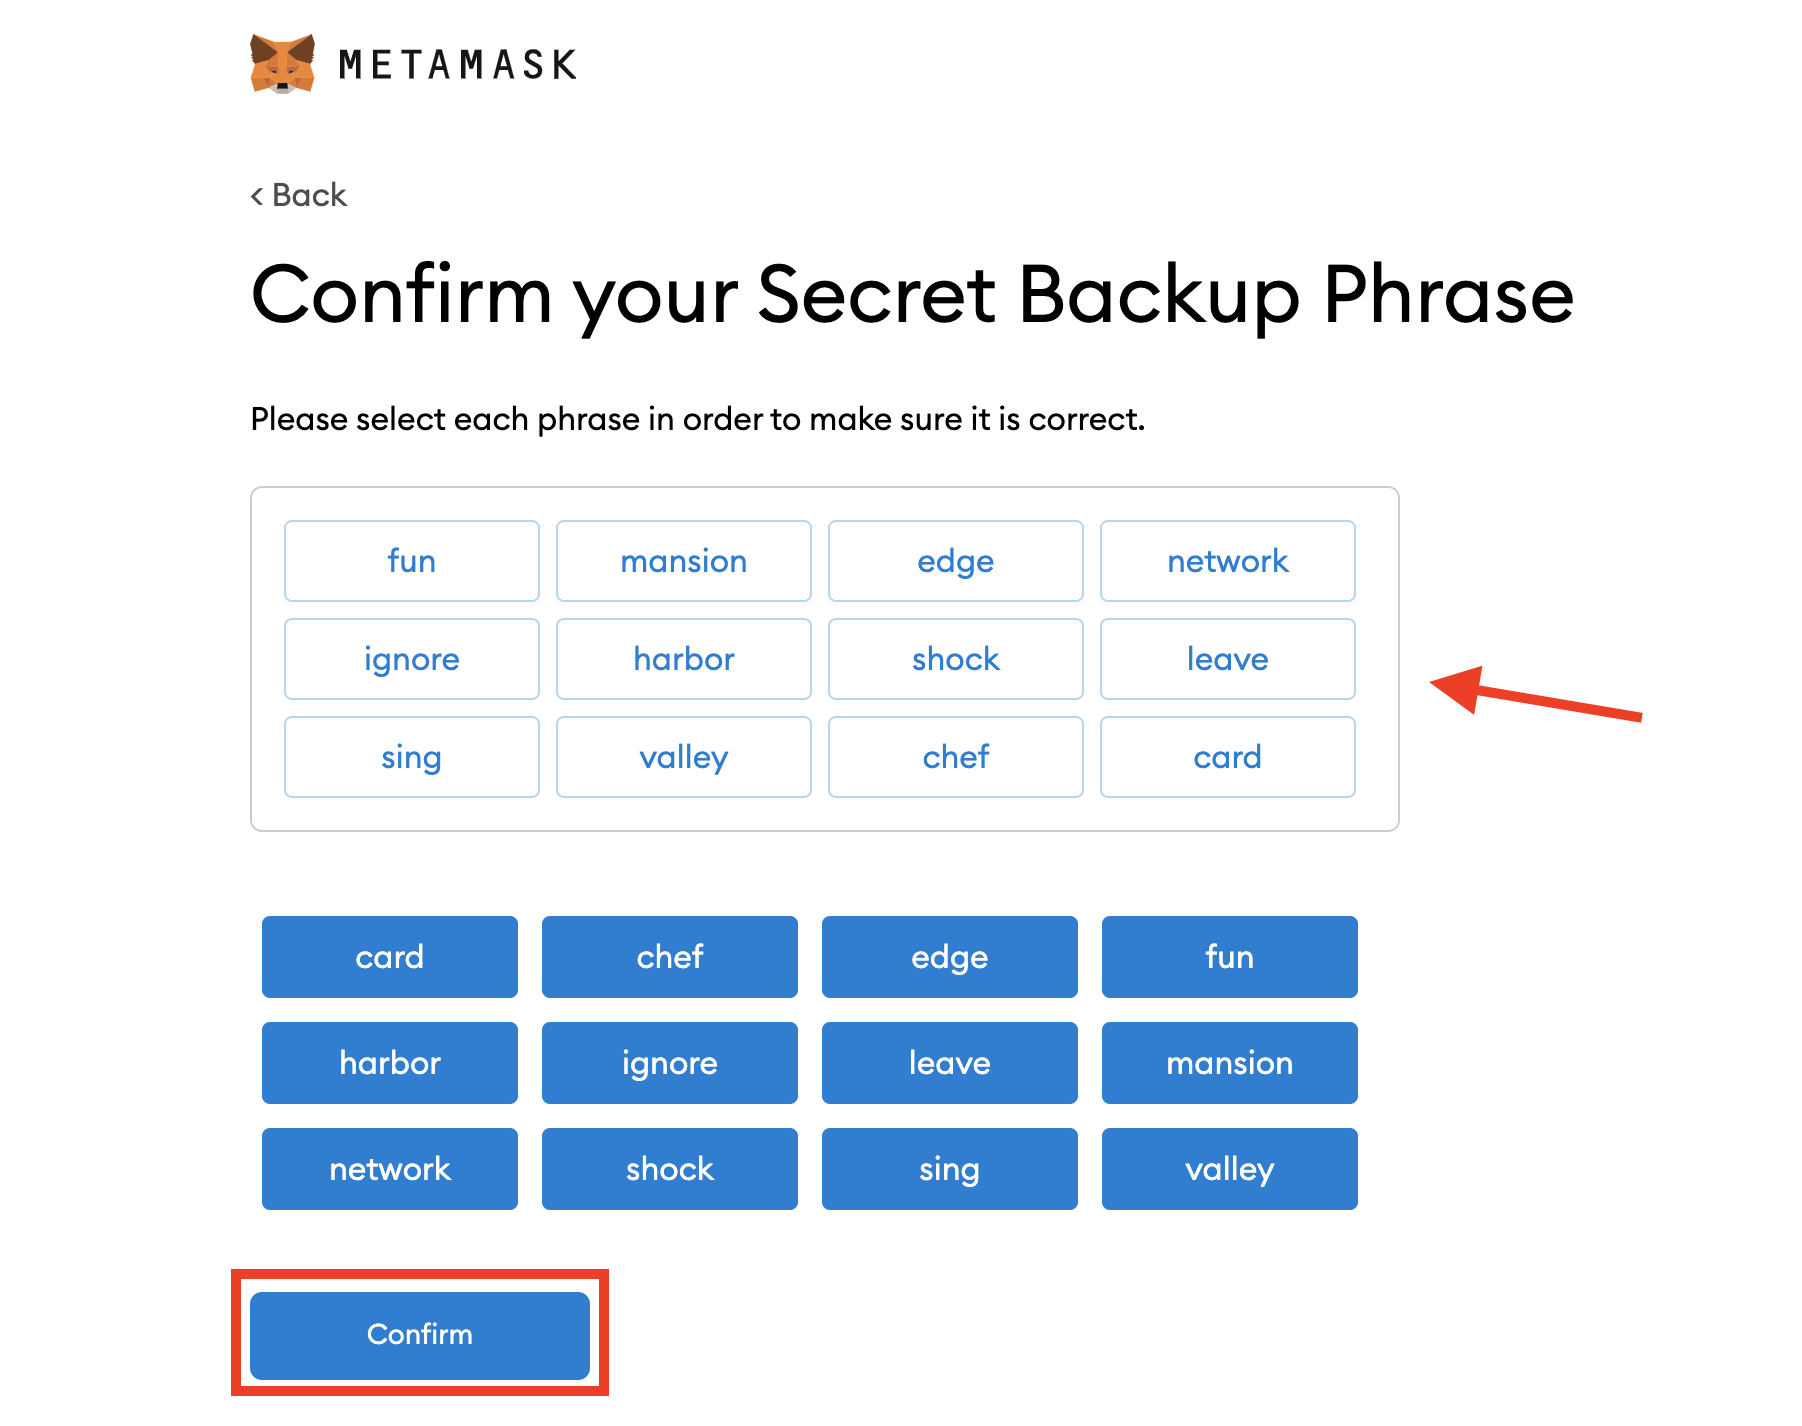 METAMASK
< Back
Confirm your Secret Backup Phrase
Please select each phrase in order to make sure it is correct.
fun mansion edge network
ignore harbor shock leave
sing valley chef card
card chef edge fun
harbor ignore leave mansion
network shock sing valley
Confirm